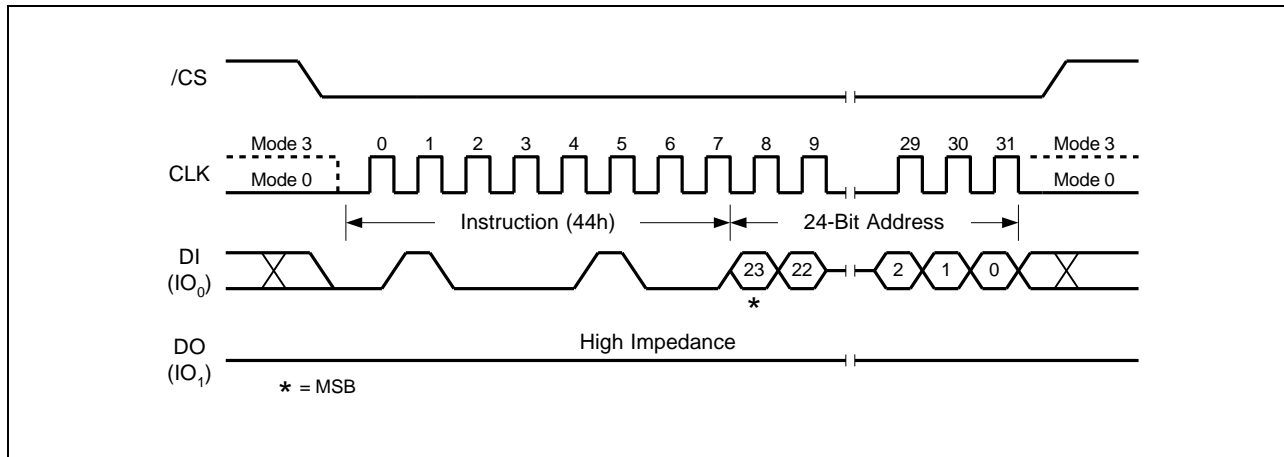 /CS
Mode 3 0 1 2 3 4 5 6 7 8 9 29 30 31 Mode 3
CLK
Mode 0 Mode 0
Instruction (44h) 24-Bit Address
DI
(IO0)
23 22 2 1 0
*
High Impedance
DO
(IO1)
* = MSB